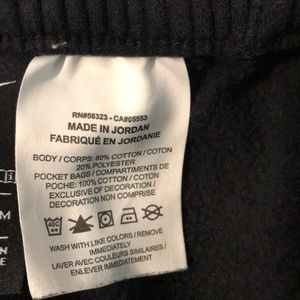 RN#56323 - CA#05553
MADE IN JORDAN
FABRIQUÉ EN JORDANIE
BODY / CORPS: 80% COTTON / COTON
20% POLYESTER
POCKET BAGS / COMPARTIMENTS DE
POCHE: 100% COTTON / COTON
EXCLUSIVE OF DECORATION /
DECORATION NON COMPRISE
40C
WASH WITH LIKE COLORS / REMOVE
IMMEDIATELY
LAVER AVEC COULEURS SIMILAIRES /
ENLEVER IMMEDIATEMENT
M
N
E